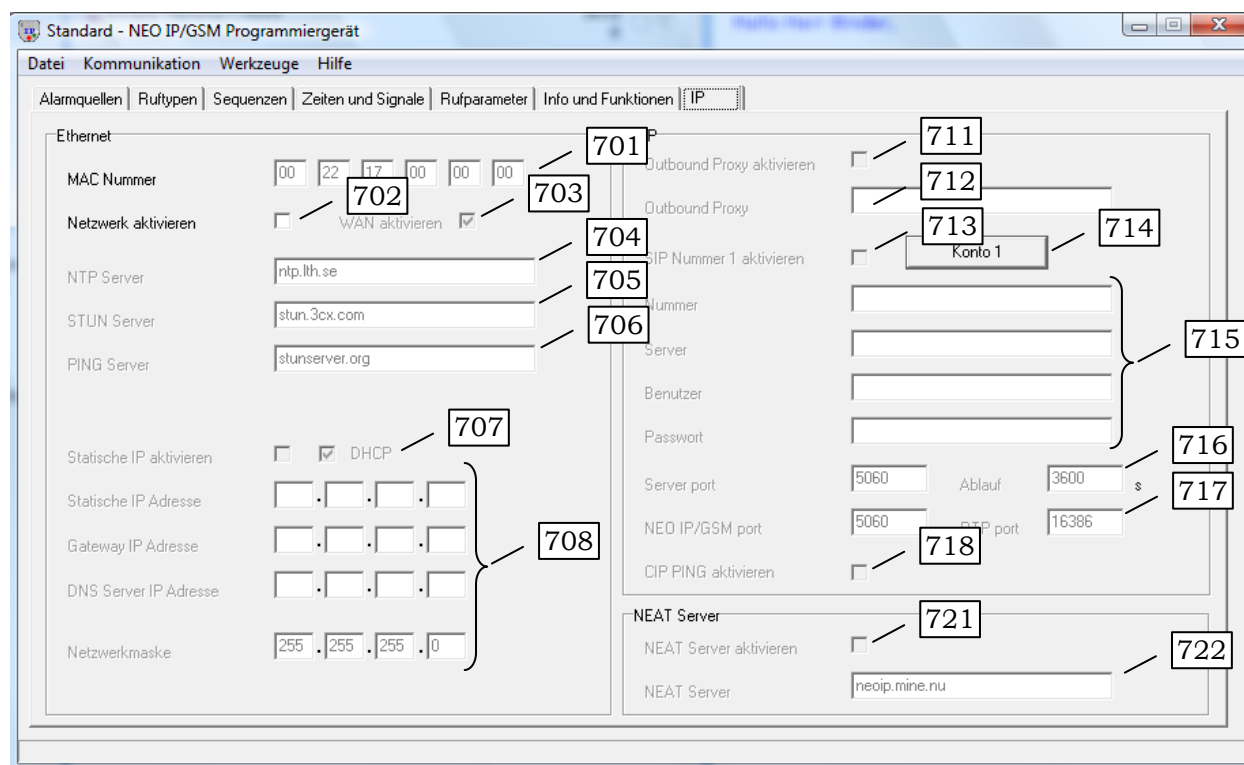 Standard - NEO IP/GSM Programmiergerät
Datei Kommunikation Werkzeuge Hilfe
Alarmquellen Ruftypen Sequenzen Zeiten und Signale Rufparameter Info und Funktionen IP
Ethernet
MAC Nummer 00 22 17 00 00 00 701
Netzwerk aktivieren 702 WAN aktivieren 703
NTP Server ntp.lth.se 704
STUN Server stun.3cx.com 705
PING Server stunserver.org 706
Statische IP aktivieren DHCP 707
Statische IP Adresse . . .
Gateway IP Adresse . . . 708
DNS Server IP Adresse . . .
Netzwerkmaske 255 . 255 . 255 . 0
P
Outbound Proxy aktivieren 711
Outbound Proxy 712
SIP Nummer 1 aktivieren 713 Konto 1 714
Nummer
Server 715
Benutzer
Passwort
Server port 5060 Ablauf 3600 s 716
NEO IP/GSM port 5060 RTP port 16386 717
CIP PING aktivieren 718
NEAT Server
NEAT Server aktivieren 721
NEAT Server neoip.mine.nu 722